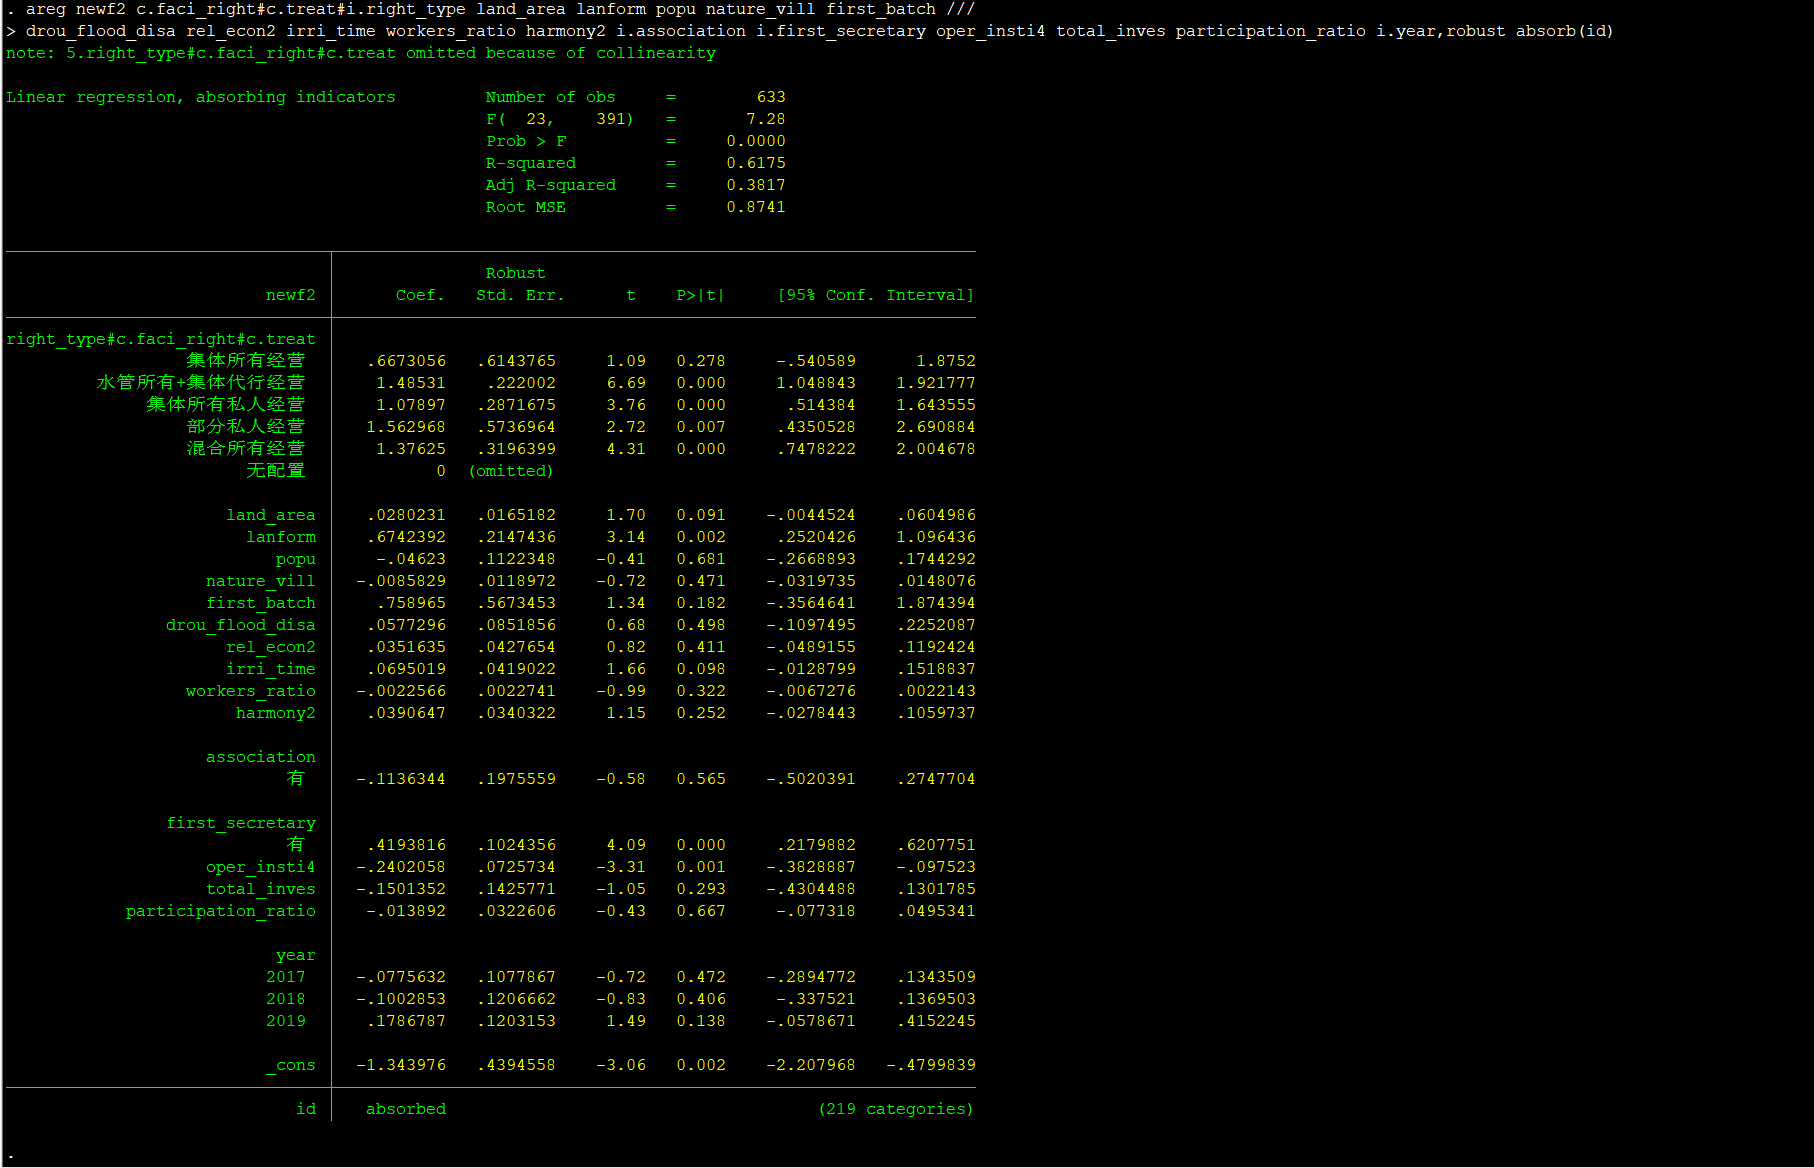 . areg newf2 c.faci_right#c.treat#i.right_type land_area lanform popu nature_vill first_batch ///
> drou_flood_disa rel_econ2 irri_time workers_ratio harmony2 i.association i.first_secretary oper_insti4 total_inves participation_ratio i.year,robust absorb(id)
note: 5.right_type#c.faci_right#c.treat omitted because of collinearity
Linear regression, absorbing indicators Number of obs = 633
F( 23, 391) = 7.28
Prob > F = 0.0000
R-squared = 0.6175
Adj R-squared = 0.3817
Root MSE = 0.8741
Robust
newf2 Coef. Std. Err. t P>|t| [95% Conf. Interval]
right_type#c.faci_right#c.treat
集体所有经营 .6673056 .6143765 1.09 0.278 -.540589 1.8752
水管所有+集体代行经营 1.48531 .222002 6.69 0.000 1.048843 1.921777
集体所有私人经营 1.07897 .2871675 3.76 0.000 .514384 1.643555
部分私人经营 1.562968 .5736964 2.72 0.007 .4350528 2.690884
混合所有经营 1.37625 .3196399 4.31 0.000 .7478222 2.004678
无配置 0 (omitted)
land_area .0280231 .0165182 1.70 0.091 -.0044524 .0604986
lanform .6742392 .2147436 3.14 0.002 .2520426 1.096436
popu -.04623 .1122348 -0.41 0.681 -.2668893 .1744292
nature_vill -.0085829 .0118972 -0.72 0.471 -.0319735 .0148076
first_batch .758965 .5673453 1.34 0.182 -.3564641 1.874394
drou_flood_disa .0577296 .0851856 0.68 0.498 -.1097495 .2252087
rel_econ2 .0351635 .0427654 0.82 0.411 -.0489155 .1192424
irri_time .0695019 .0419022 1.66 0.098 -.0128799 .1518837
workers_ratio -.0022566 .0022741 -0.99 0.322 -.0067276 .0022143
harmony2 .0390647 .0340322 1.15 0.252 -.0278443 .1059737
association
有 -.1136344 .1975559 -0.58 0.565 -.5020391 .2747704
first_secretary
有 .4193816 .1024356 4.09 0.000 .2179882 .6207751
oper_insti4 -.2402058 .0725734 -3.31 0.001 -.3828887 -.097523
total_inves -.1501352 .1425771 -1.05 0.293 -.4304488 .1301785
participation_ratio -.013892 .0322606 -0.43 0.667 -.077318 .0495341
year
2017 -.0775632 .1077867 -0.72 0.472 -.2894772 .1343509
2018 -.1002853 .1206662 -0.83 0.406 -.337521 .1369503
2019 .1786787 .1203153 1.49 0.138 -.0578671 .4152245
_cons -1.343976 .4394558 -3.06 0.002 -2.207968 -.4799839
id absorbed (219 categories)
.